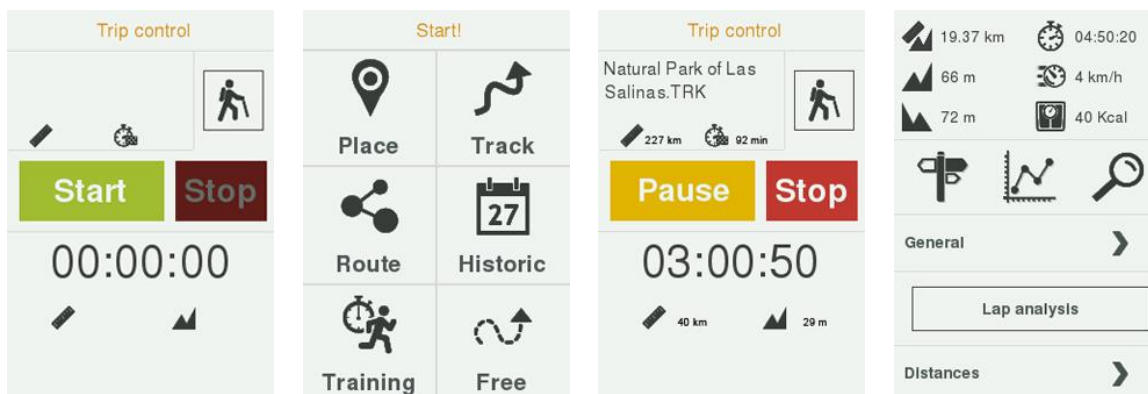 Trip control
Start Stop
00:00:00
Start!
Place Track
Route
27
Historic
Training Free
Trip control
Natural Park of Las
Salinas.TRK
227 km 92 min
Pause Stop
03:00:50
40 km 29 m
19.37 km 04:50:20
66 m 4 km/h
72 m 40 Kcal
General
Lap analysis
Distances